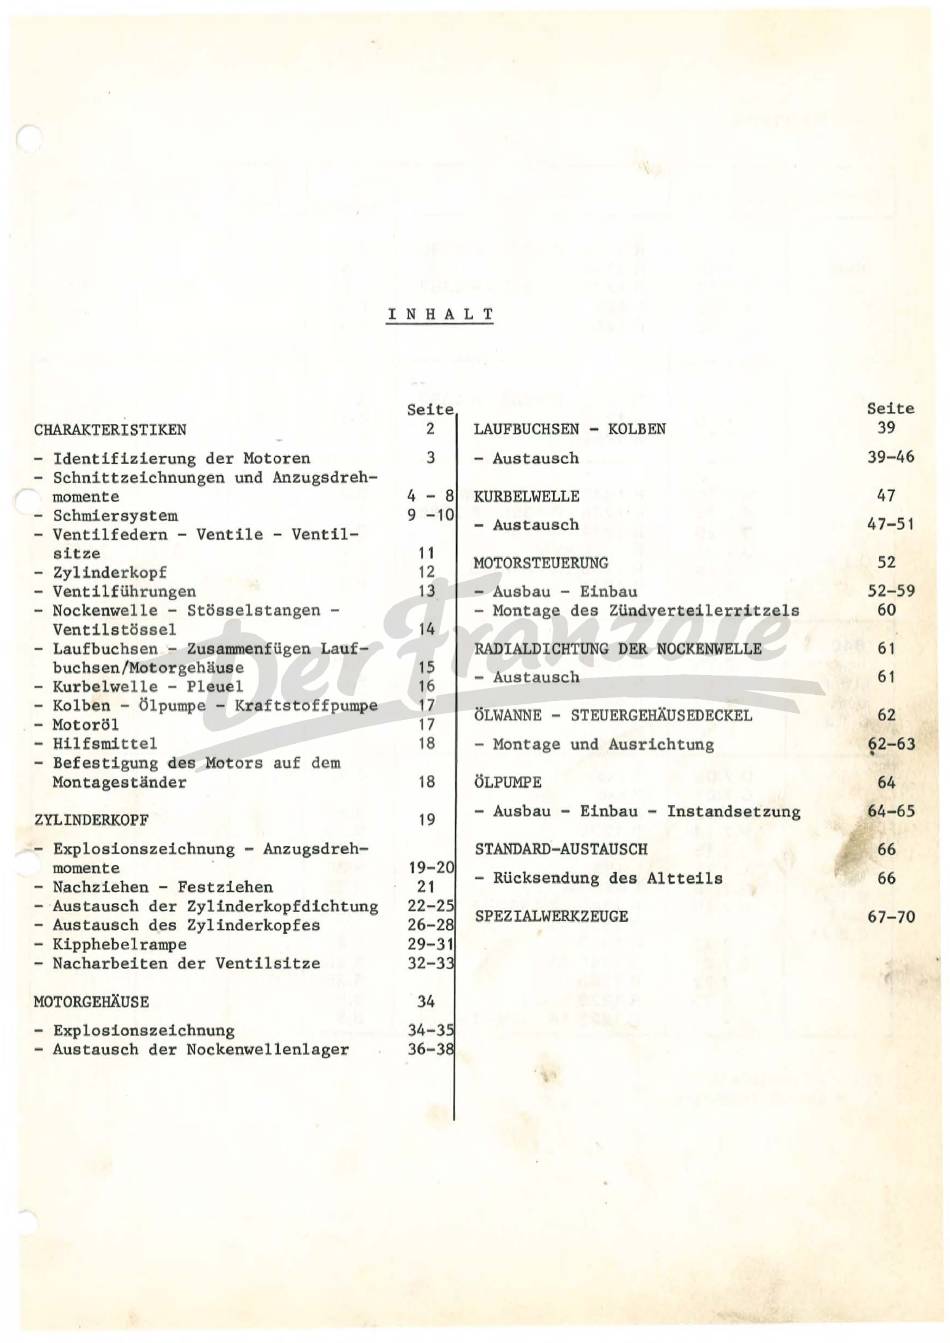 I N H A L T
Seite
CHARAKTERISTIKEN 2
- Identifizierung der Motoren 3
- Schnittzeichnungen und Anzugsdreh-
momente 4 - 8
- Schmiersystem 9 -10
- Ventilfedern - Ventile - Ventil-
sitze 11
- Zylinderkopf 12
- Ventilführungen 13
- Nockenwelle - Stösselstangen -
Ventilstössel 14
- Laufbuchsen - Zusammenfügen Lauf-
buchsen/Motorgehäuse 15
- Kurbelwelle - Pleuel 16
- Kolben - Ölpumpe - Kraftstoffpumpe 17
- Motoröl 17
- Hilfsmittel 18
- Befestigung des Motors auf dem
Montageständer 18
ZYLINDERKOPF 19
- Explosionszeichnung - Anzugsdreh-
momente 19-20
- Nachziehen - Festziehen 21
- Austausch der Zylinderkopfdichtung 22-25
- Austausch des Zylinderkopfes 26-28
- Kipphebelrampe 29-31
- Nacharbeiten der Ventilsitze 32-33
MOTORGEHÄUSE 34
- Explosionszeichnung 34-35
- Austausch der Nockenwellenlager 36-38
Seite
LAUFBUCHSEN - KOLBEN 39
- Austausch 39-46
KURBELWELLE 47
- Austausch 47-51
MOTORSTEUERUNG 52
- Ausbau - Einbau 52-59
- Montage des Zündverteilerritzels 60
RADIALDICHTUNG DER NOCKENWELLE 61
- Austausch 61
ÖLWANNE - STEUERGEHÄUSEDECKEL 62
- Montage und Ausrichtung 62-63
ÖLPUMPE 64
- Ausbau - Einbau - Instandsetzung 64-65
STANDARD-AUSTAUSCH 66
- Rücksendung des Altteils 66
SPEZIALWERKZEUGE 67-70
Der Franzose